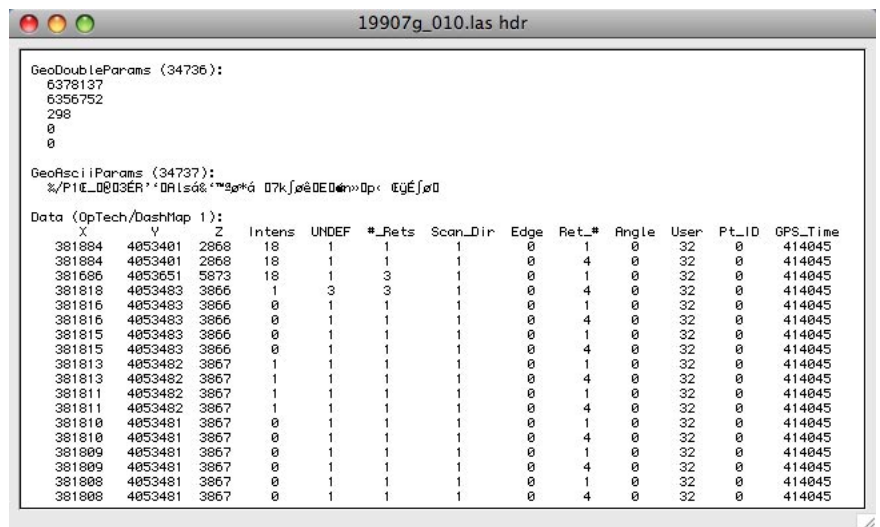 19907g_010.las hdr
GeoDoubleParams (34736):
6378137
6356752
298
0
0
GeoAsciiParams (34737):
Data (OpTech/DashMap 1):
X Y Z Intens UNDEF #_Rets Scan_Dir Edge Ret_# Angle User Pt_ID GPS_Time
381884 4053401 2868 18 1 1 1 0 1 0 32 0 414045
381884 4053401 2868 18 1 1 1 0 4 0 32 0 414045
381686 4053651 5873 18 1 3 1 0 1 0 32 0 414045
381818 4053483 3866 1 3 3 1 0 4 0 32 0 414045
381816 4053483 3866 0 1 1 1 0 1 0 32 0 414045
381816 4053483 3866 0 1 1 1 0 4 0 32 0 414045
381815 4053483 3866 0 1 1 1 0 1 0 32 0 414045
381815 4053483 3866 0 1 1 1 0 4 0 32 0 414045
381813 4053482 3867 1 1 1 1 0 1 0 32 0 414045
381813 4053482 3867 1 1 1 1 0 4 0 32 0 414045
381811 4053482 3867 1 1 1 1 0 1 0 32 0 414045
381811 4053482 3867 1 1 1 1 0 4 0 32 0 414045
381810 4053481 3867 0 1 1 1 0 1 0 32 0 414045
381810 4053481 3867 0 1 1 1 0 4 0 32 0 414045
381809 4053481 3867 0 1 1 1 0 1 0 32 0 414045
381809 4053481 3867 0 1 1 1 0 4 0 32 0 414045
381808 4053481 3867 0 1 1 1 0 1 0 32 0 414045
381808 4053481 3867 0 1 1 1 0 4 0 32 0 414045